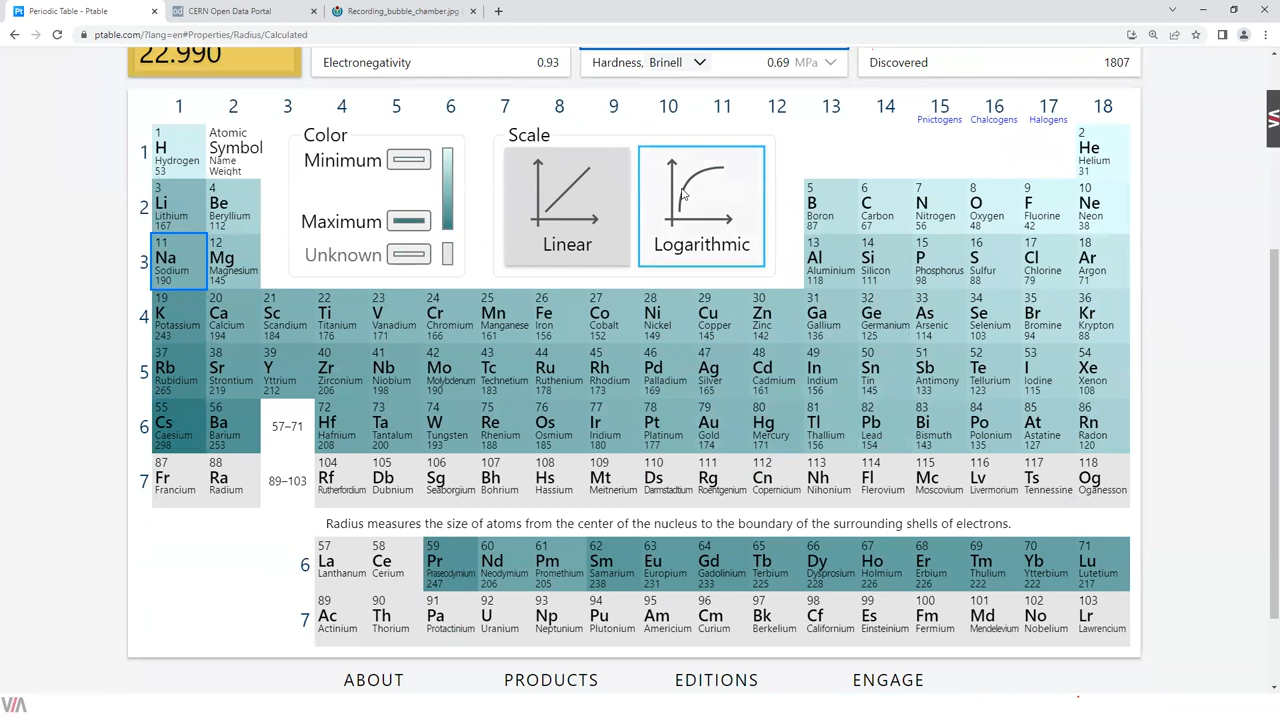 Periodic Table - Ptable
CERN Open Data Portal
Recording_bubble_chamber.jpg
ptable.com/?lang=en#Properties/Radius/Calculated
22.990
Electronegativity 0.93
Hardness, Brinell 0.69 MPa
Discovered 1807
1 2 3 4 5 6 7 8 9 10 11 12 13 14 15 16 17 18
Pnictogens Chalcogens Halogens
1
1 H Hydrogen 53
Atomic Symbol Name Weight
Color
Minimum
Maximum
Unknown
Scale
Linear
Logarithmic
2 He Helium 31
2
3 Li Lithium 167
4 Be Beryllium 112
5 B Boron 87
6 C Carbon 67
7 N Nitrogen 56
8 O Oxygen 48
9 F Fluorine 42
10 Ne Neon 38
3
11 Na Sodium 190
12 Mg Magnesium 145
13 Al Aluminium 118
14 Si Silicon 111
15 P Phosphorus 98
16 S Sulfur 88
17 Cl Chlorine 79
18 Ar Argon 71
4
19 K Potassium 243
20 Ca Calcium 194
21 Sc Scandium 184
22 Ti Titanium 176
23 V Vanadium 171
24 Cr Chromium 166
25 Mn Manganese 161
26 Fe Iron 156
27 Co Cobalt 152
28 Ni Nickel 149
29 Cu Copper 145
30 Zn Zinc 142
31 Ga Gallium 136
32 Ge Germanium 125
33 As Arsenic 114
34 Se Selenium 103
35 Br Bromine 94
36 Kr Krypton 88
5
37 Rb Rubidium 265
38 Sr Strontium 219
39 Y Yttrium 212
40 Zr Zirconium 206
41 Nb Niobium 198
42 Mo Molybdenum 190
43 Tc Technetium 183
44 Ru Ruthenium 178
45 Rh Rhodium 173
46 Pd Palladium 169
47 Ag Silver 165
48 Cd Cadmium 161
49 In Indium 156
50 Sn Tin 145
51 Sb Antimony 133
52 Te Tellurium 123
53 I Iodine 115
54 Xe Xenon 108
6
55 Cs Caesium 298
56 Ba Barium 253
57–71
72 Hf Hafnium 208
73 Ta Tantalum 200
74 W Tungsten 193
75 Re Rhenium 188
76 Os Osmium 185
77 Ir Iridium 180
78 Pt Platinum 177
79 Au Gold 174
80 Hg Mercury 171
81 Tl Thallium 156
82 Pb Lead 154
83 Bi Bismuth 143
84 Po Polonium 135
85 At Astatine 127
86 Rn Radon 120
7
87 Fr Francium
88 Ra Radium
89–103
104 Rf Rutherfordium
105 Db Dubnium
106 Sg Seaborgium
107 Bh Bohrium
108 Hs Hassium
109 Mt Meitnerium
110 Ds Darmstadtium
111 Rg Roentgenium
112 Cn Copernicium
113 Nh Nihonium
114 Fl Flerovium
115 Mc Moscovium
116 Lv Livermorium
117 Ts Tennessine
118 Og Oganesson
Radius measures the size of atoms from the center of the nucleus to the boundary of the surrounding shells of electrons.
6
57 La Lanthanum
58 Ce Cerium
59 Pr Praseodymium 247
60 Nd Neodymium 206
61 Pm Promethium 205
62 Sm Samarium 238
63 Eu Europium 231
64 Gd Gadolinium 233
65 Tb Terbium 225
66 Dy Dysprosium 228
67 Ho Holmium 226
68 Er Erbium 226
69 Tm Thulium 222
70 Yb Ytterbium 222
71 Lu Lutetium 217
7
89 Ac Actinium
90 Th Thorium
91 Pa Protactinium
92 U Uranium
93 Np Neptunium
94 Pu Plutonium
95 Am Americium
96 Cm Curium
97 Bk Berkelium
98 Cf Californium
99 Es Einsteinium
100 Fm Fermium
101 Md Mendelevium
102 No Nobelium
103 Lr Lawrencium
ABOUT PRODUCTS EDITIONS ENGAGE
VIA